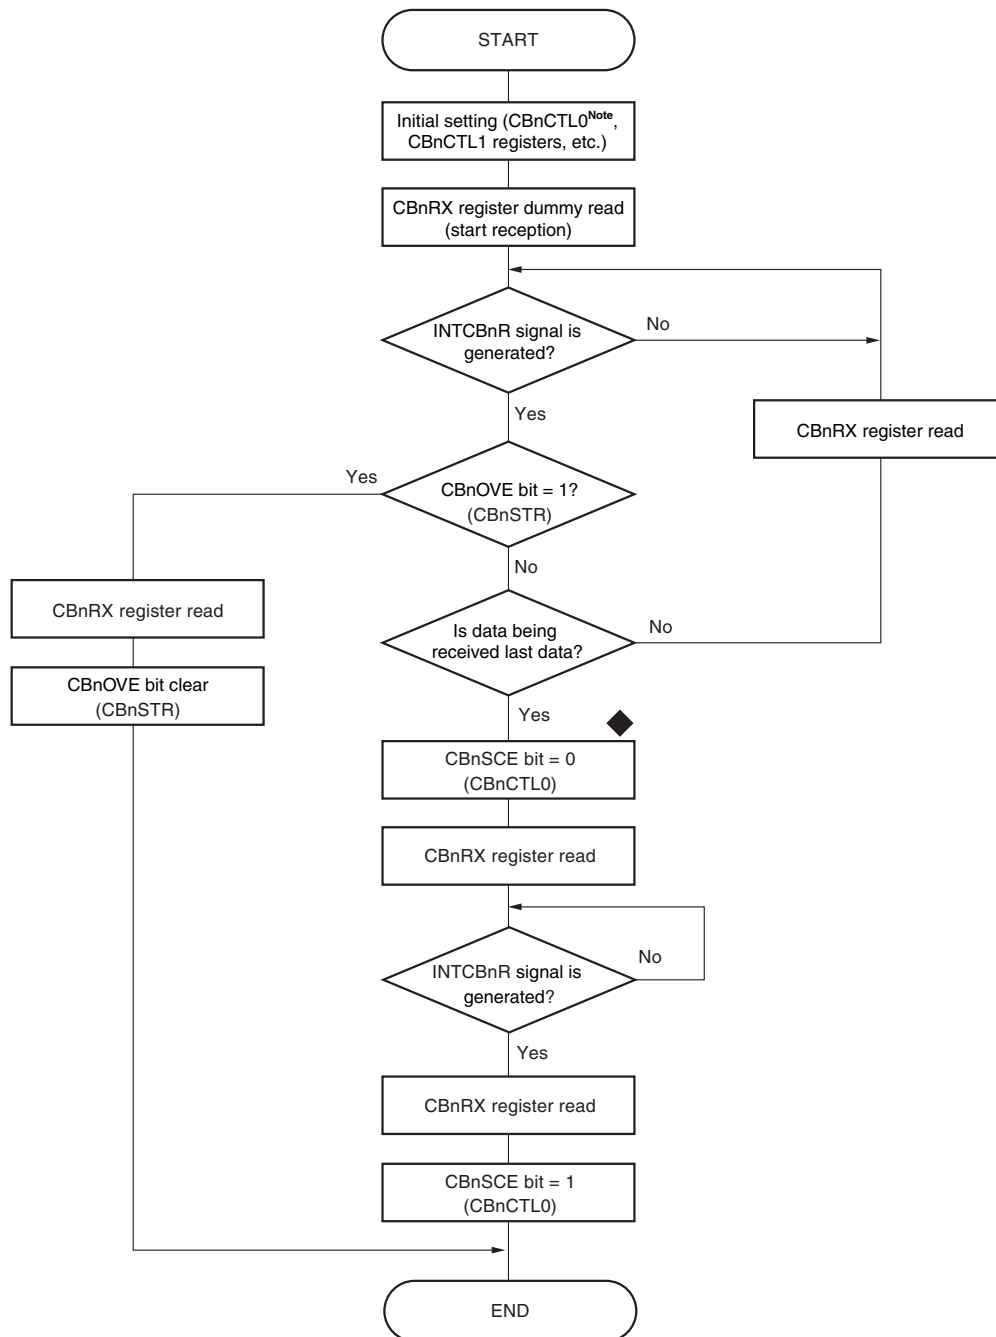 START
Initial setting (CBnCTL0Note,
CBnCTL1 registers, etc.)
CBnRX register dummy read
(start reception)
INTCBnR signal is
generated?
No
Yes
CBnRX register read
Yes
CBnOVE bit = 1?
(CBnSTR)
No
CBnRX register read
Is data being
received last data?
No
CBnOVE bit clear
(CBnSTR)
Yes
CBnSCE bit = 0
(CBnCTL0)
CBnRX register read
INTCBnR signal is
generated?
No
Yes
CBnRX register read
CBnSCE bit = 1
(CBnCTL0)
END